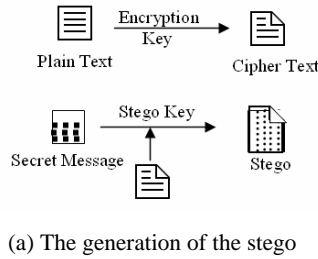 Encryption
Key
Plain Text
Cipher Text
Stego Key
Secret Message
Stego
(a) The generation of the stego